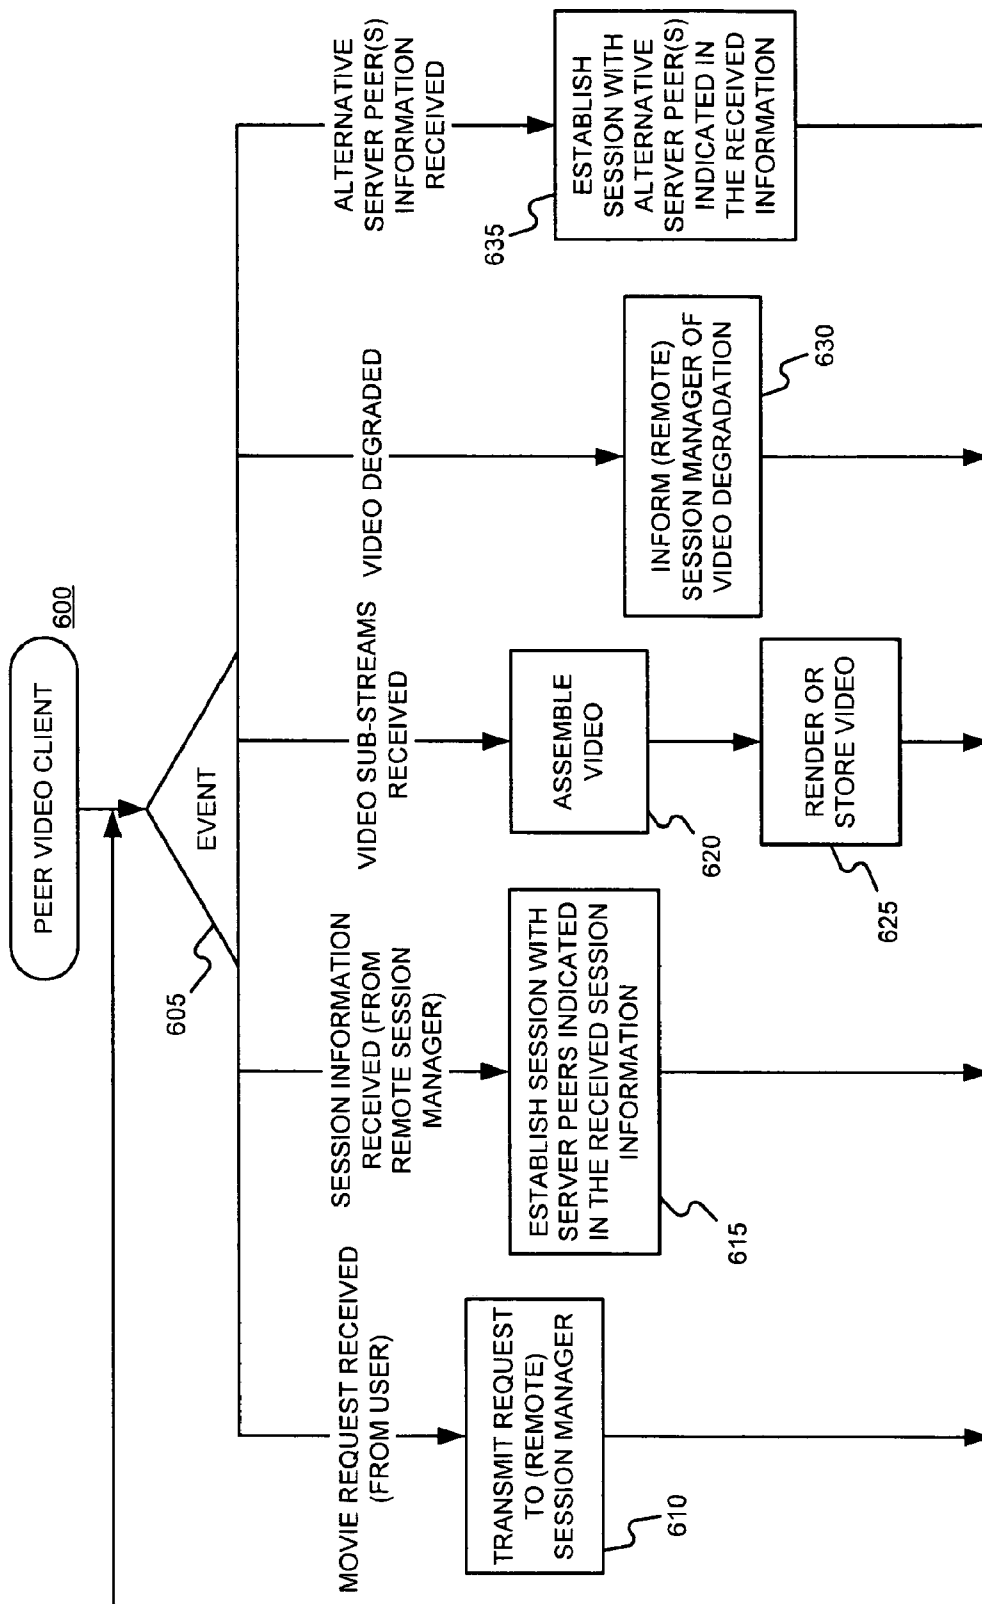 PEER VIDEO CLIENT
600
EVENT
605
MOVIE REQUEST RECEIVED
(FROM USER)
TRANSMIT REQUEST
TO (REMOTE)
SESSION MANAGER
610
SESSION INFORMATION
RECEIVED (FROM
REMOTE SESSION
MANAGER)
ESTABLISH SESSION WITH
SERVER PEERS INDICATED
IN THE RECEIVED SESSION
INFORMATION
615
VIDEO SUB-STREAMS
RECEIVED
ASSEMBLE
VIDEO
620
RENDER OR
STORE VIDEO
625
VIDEO DEGRADED
INFORM (REMOTE)
SESSION MANAGER OF
VIDEO DEGRADATION
630
ALTERNATIVE
SERVER PEER(S)
INFORMATION
RECEIVED
ESTABLISH
SESSION WITH
ALTERNATIVE
SERVER PEER(S)
INDICATED IN
THE RECEIVED
INFORMATION
635